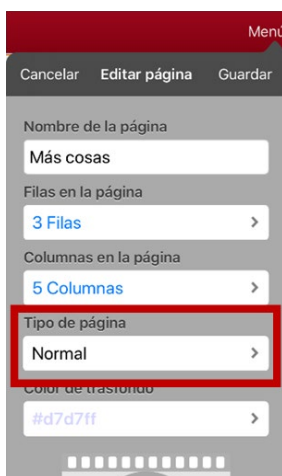 Menú
Cancelar Editar página Guardar
Nombre de la página
Más cosas
Filas en la página
3 Filas
Columnas en la página
5 Columnas
Tipo de página
Normal
Color de trasfondo
#d7d7ff